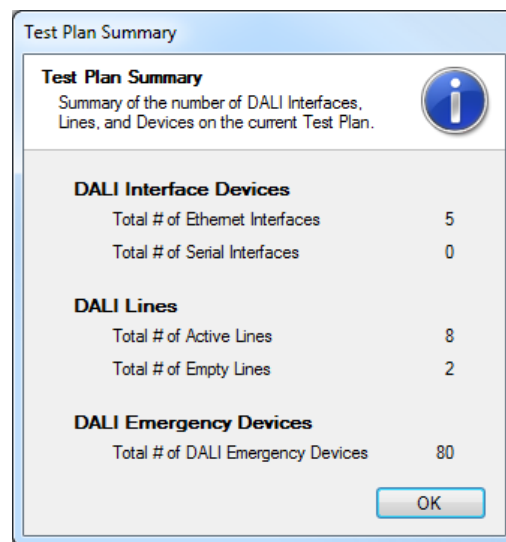 Test Plan Summary
Test Plan Summary
Summary of the number of DALI Interfaces,
Lines, and Devices on the current Test Plan.
DALI Interface Devices
Total # of Ethernet Interfaces 5
Total # of Serial Interfaces 0
DALI Lines
Total # of Active Lines 8
Total # of Empty Lines 2
DALI Emergency Devices
Total # of DALI Emergency Devices 80
OK